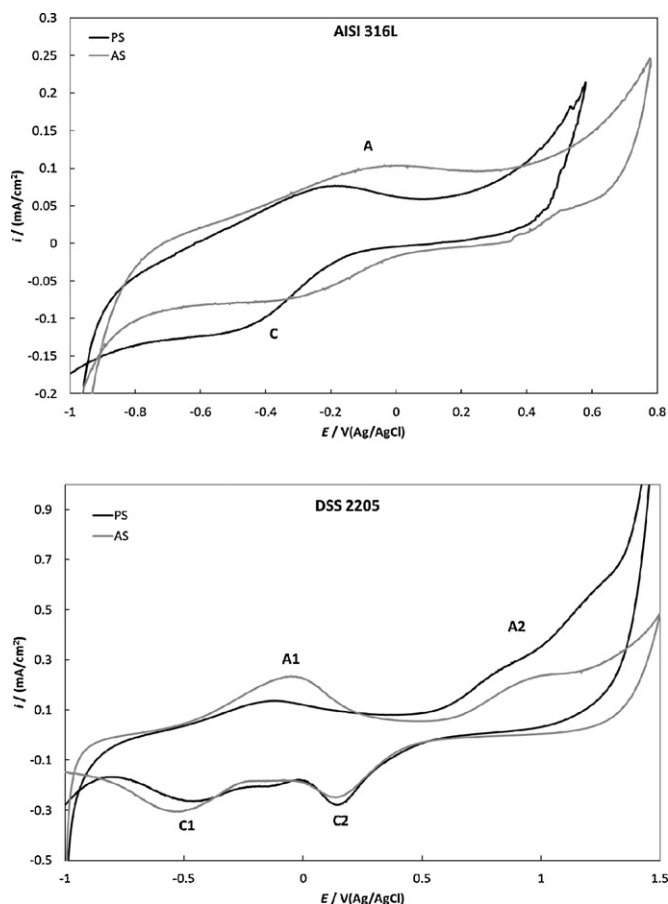 AISI 316L
PS
AS
0.3
0.25
0.2
0.15
0.1
0.05
0
-0.05
-0.1
-0.15
-0.2
i / (mA/cm²)
A
C
-1 -0.8 -0.6 -0.4 -0.2 0 0.2 0.4 0.6 0.8
E / V(Ag/AgCl)
DSS 2205
PS
AS
0.9
0.7
0.5
0.3
0.1
-0.1
-0.3
-0.5
i / (mA/cm²)
A1
A2
C1
C2
-1 -0.5 0 0.5 1 1.5
E / V(Ag/AgCl)